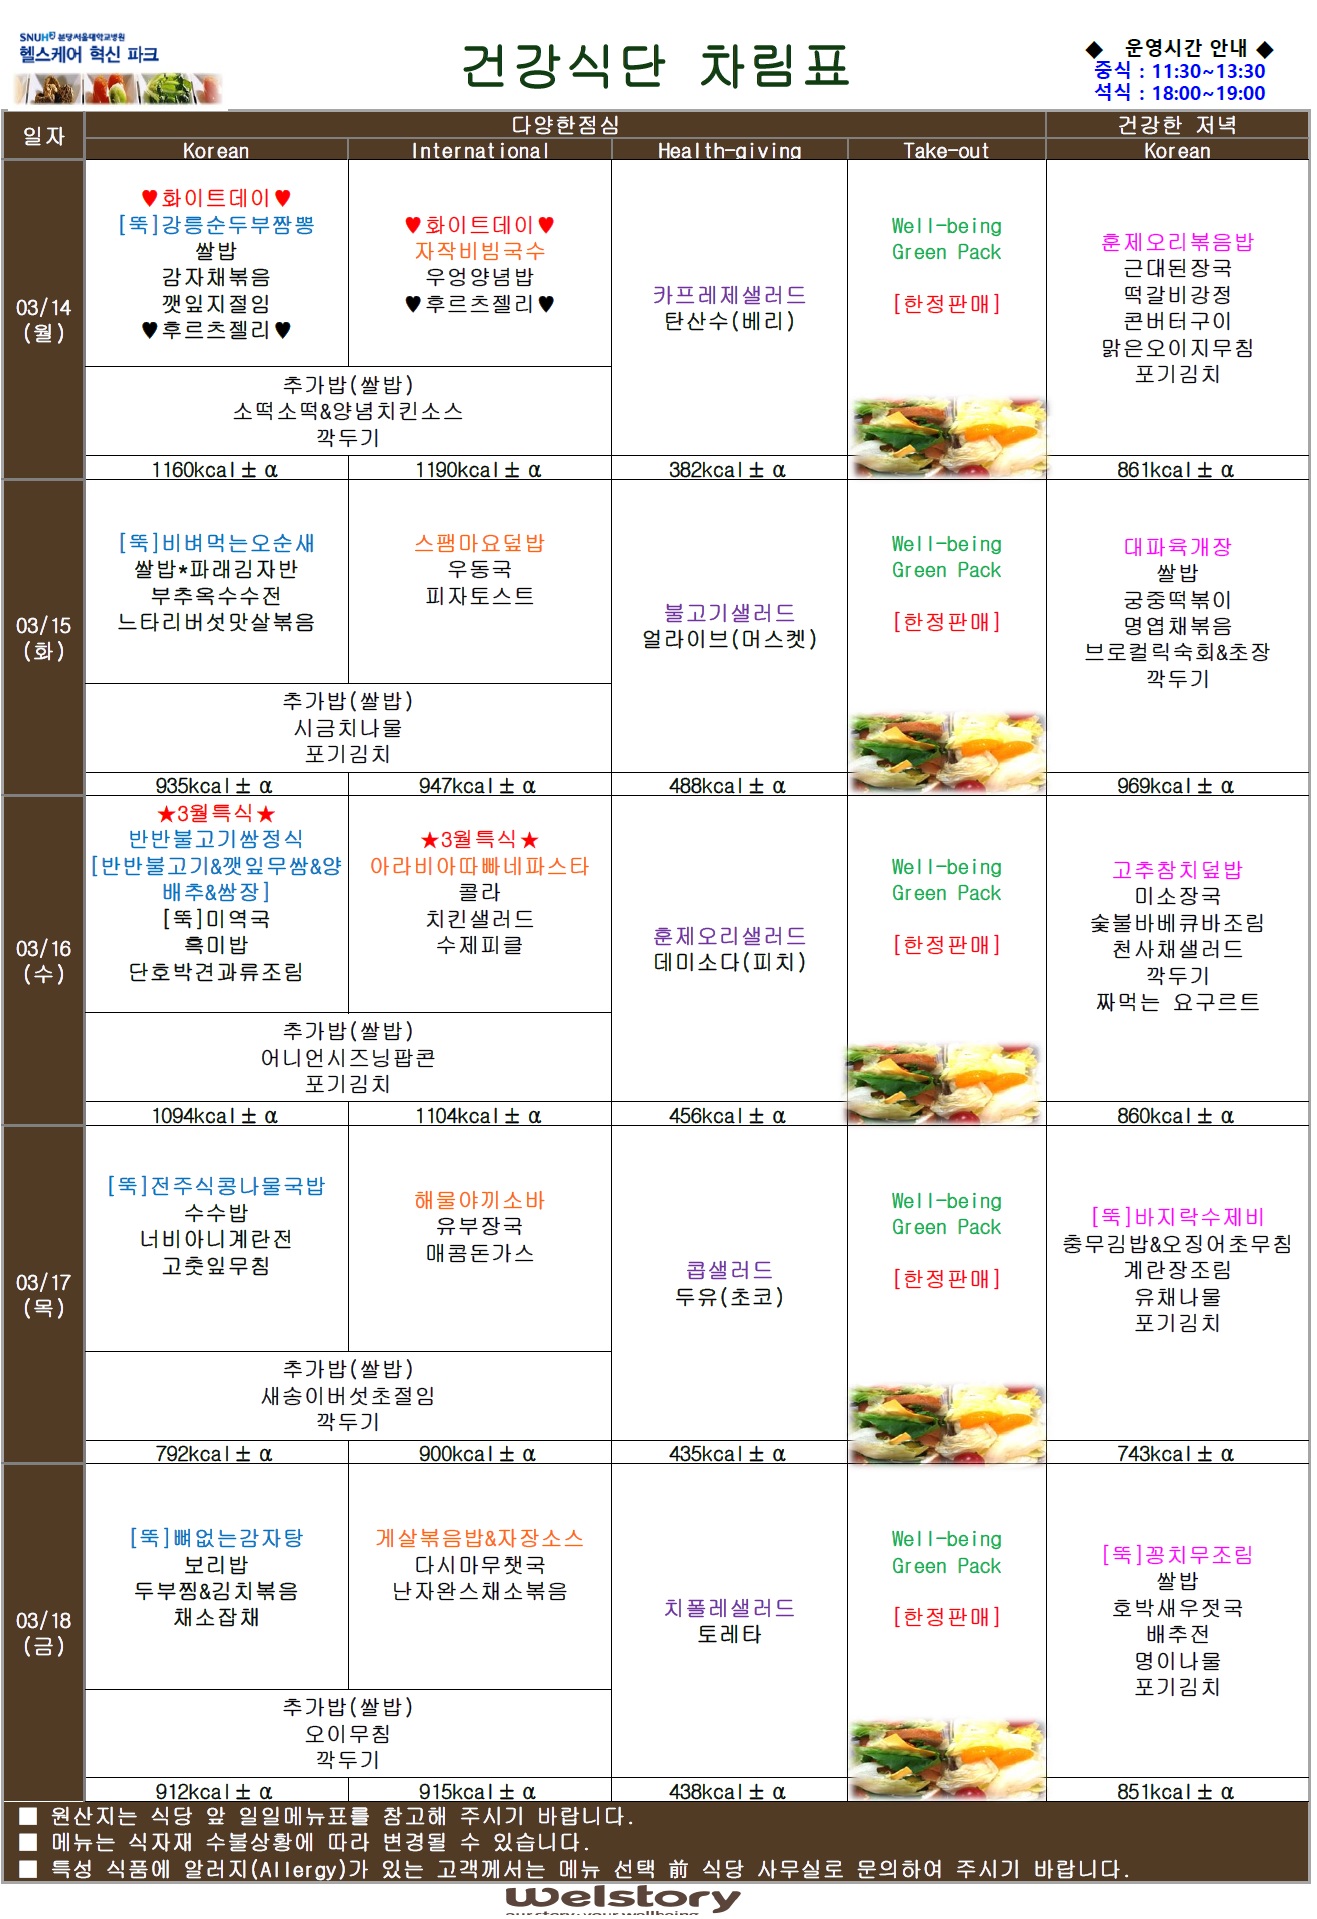 SNUH 분당서울대학교병원
헬스케어 혁신 파크
건강식단 차림표
◆ 운영시간 안내 ◆
중식 : 11:30~13:30
석식 : 18:00~19:00
일자
다양한점심
건강한 저녁
Korean
International
Health-giving
Take-out
Korean
03/14
(월)
♥화이트데이♥
[뚝]강릉순두부짬뽕
쌀밥
감자채볶음
깻잎지절임
♥후르츠젤리♥
♥화이트데이♥
자작비빔국수
우엉양념밥
♥후르츠젤리♥
추가밥(쌀밥)
소떡소떡&양념치킨소스
깍두기
카프레제샐러드
탄산수(베리)
Well-being
Green Pack
[한정판매]
훈제오리볶음밥
근대된장국
떡갈비강정
콘버터구이
맑은오이지무침
포기김치
1160kcal± α
1190kcal± α
382kcal± α
861kcal± α
03/15
(화)
[뚝]비벼먹는오순새
쌀밥*파래김자반
부추옥수수전
느타리버섯맛살볶음
스팸마요덮밥
우동국
피자토스트
추가밥(쌀밥)
시금치나물
포기김치
불고기샐러드
얼라이브(머스켓)
Well-being
Green Pack
[한정판매]
대파육개장
쌀밥
궁중떡볶이
명엽채볶음
브로컬릭숙회&초장
깍두기
935kcal± α
947kcal± α
488kcal± α
969kcal± α
03/16
(수)
★3월특식★
반반불고기쌈정식
[반반불고기&깻잎무쌈&양
배추&쌈장]
[뚝]미역국
흑미밥
단호박견과류조림
★3월특식★
아라비아따빠네파스타
콜라
치킨샐러드
수제피클
추가밥(쌀밥)
어니언시즈닝팝콘
포기김치
훈제오리샐러드
데미소다(피치)
Well-being
Green Pack
[한정판매]
고추참치덮밥
미소장국
숯불바베큐바조림
천사채샐러드
깍두기
짜먹는 요구르트
1094kcal± α
1104kcal± α
456kcal± α
860kcal± α
03/17
(목)
[뚝]전주식콩나물국밥
수수밥
너비아니계란전
고춧잎무침
해물야끼소바
유부장국
매콤돈가스
추가밥(쌀밥)
새송이버섯초절임
깍두기
콥샐러드
두유(초코)
Well-being
Green Pack
[한정판매]
[뚝]바지락수제비
충무김밥&오징어초무침
계란장조림
유채나물
포기김치
792kcal± α
900kcal± α
435kcal± α
743kcal± α
03/18
(금)
[뚝]뼈없는감자탕
보리밥
두부찜&김치볶음
채소잡채
게살볶음밥&자장소스
다시마무챗국
난자완스채소볶음
추가밥(쌀밥)
오이무침
깍두기
치폴레샐러드
토레타
Well-being
Green Pack
[한정판매]
[뚝]꽁치무조림
쌀밥
호박새우젓국
배추전
명이나물
포기김치
912kcal± α
915kcal± α
438kcal± α
851kcal± α
■ 원산지는 식당 앞 일일메뉴표를 참고해 주시기 바랍니다.
■ 메뉴는 식자재 수불상황에 따라 변경될 수 있습니다.
■ 특성 식품에 알러지(Allergy)가 있는 고객께서는 메뉴 선택 前 식당 사무실로 문의하여 주시기 바랍니다.
welstory